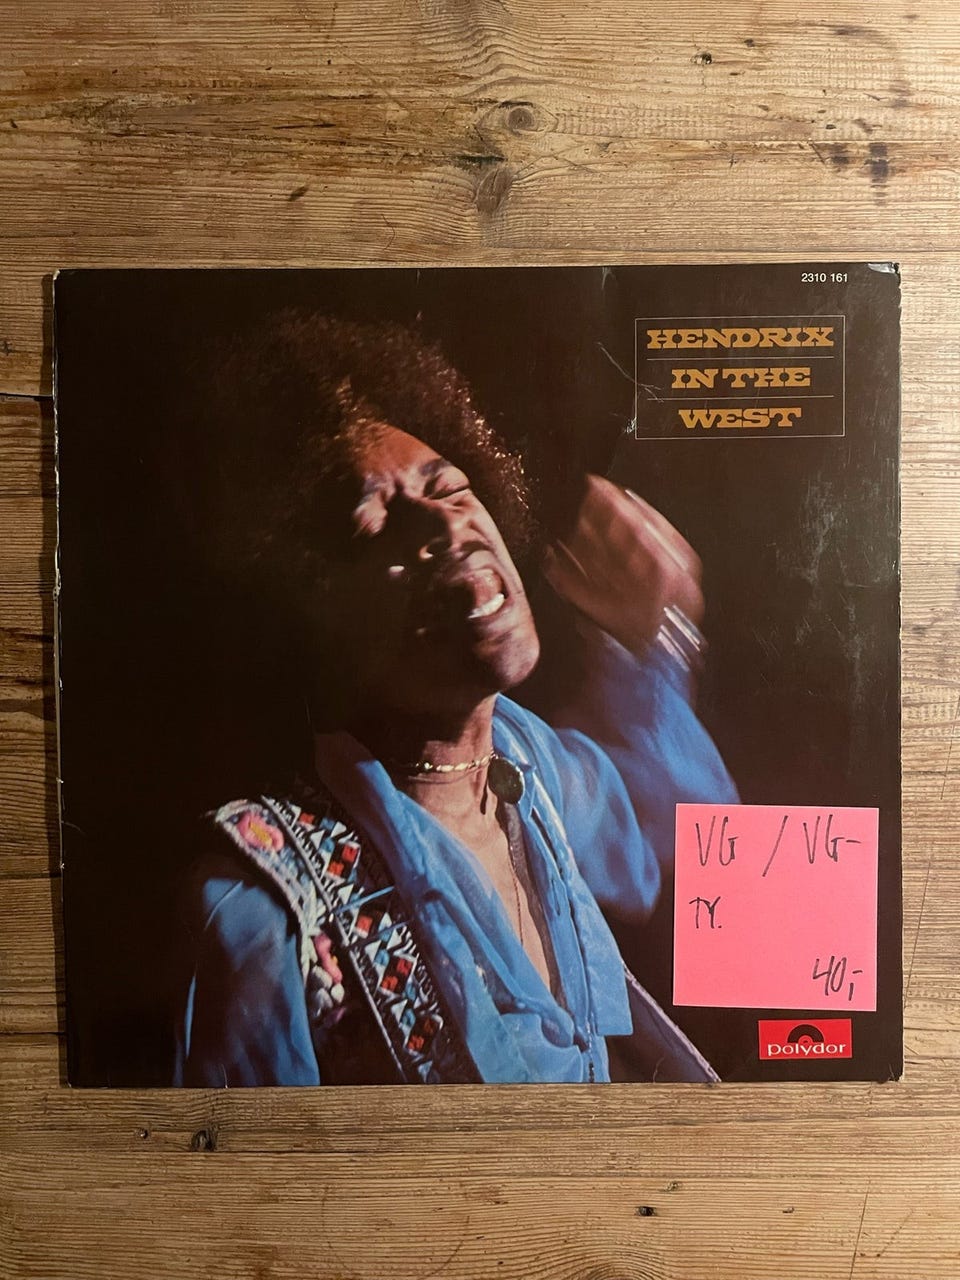 2310 161
HENDRIX
IN THE
WEST
VG / VG-
TY.
40,-
polydor